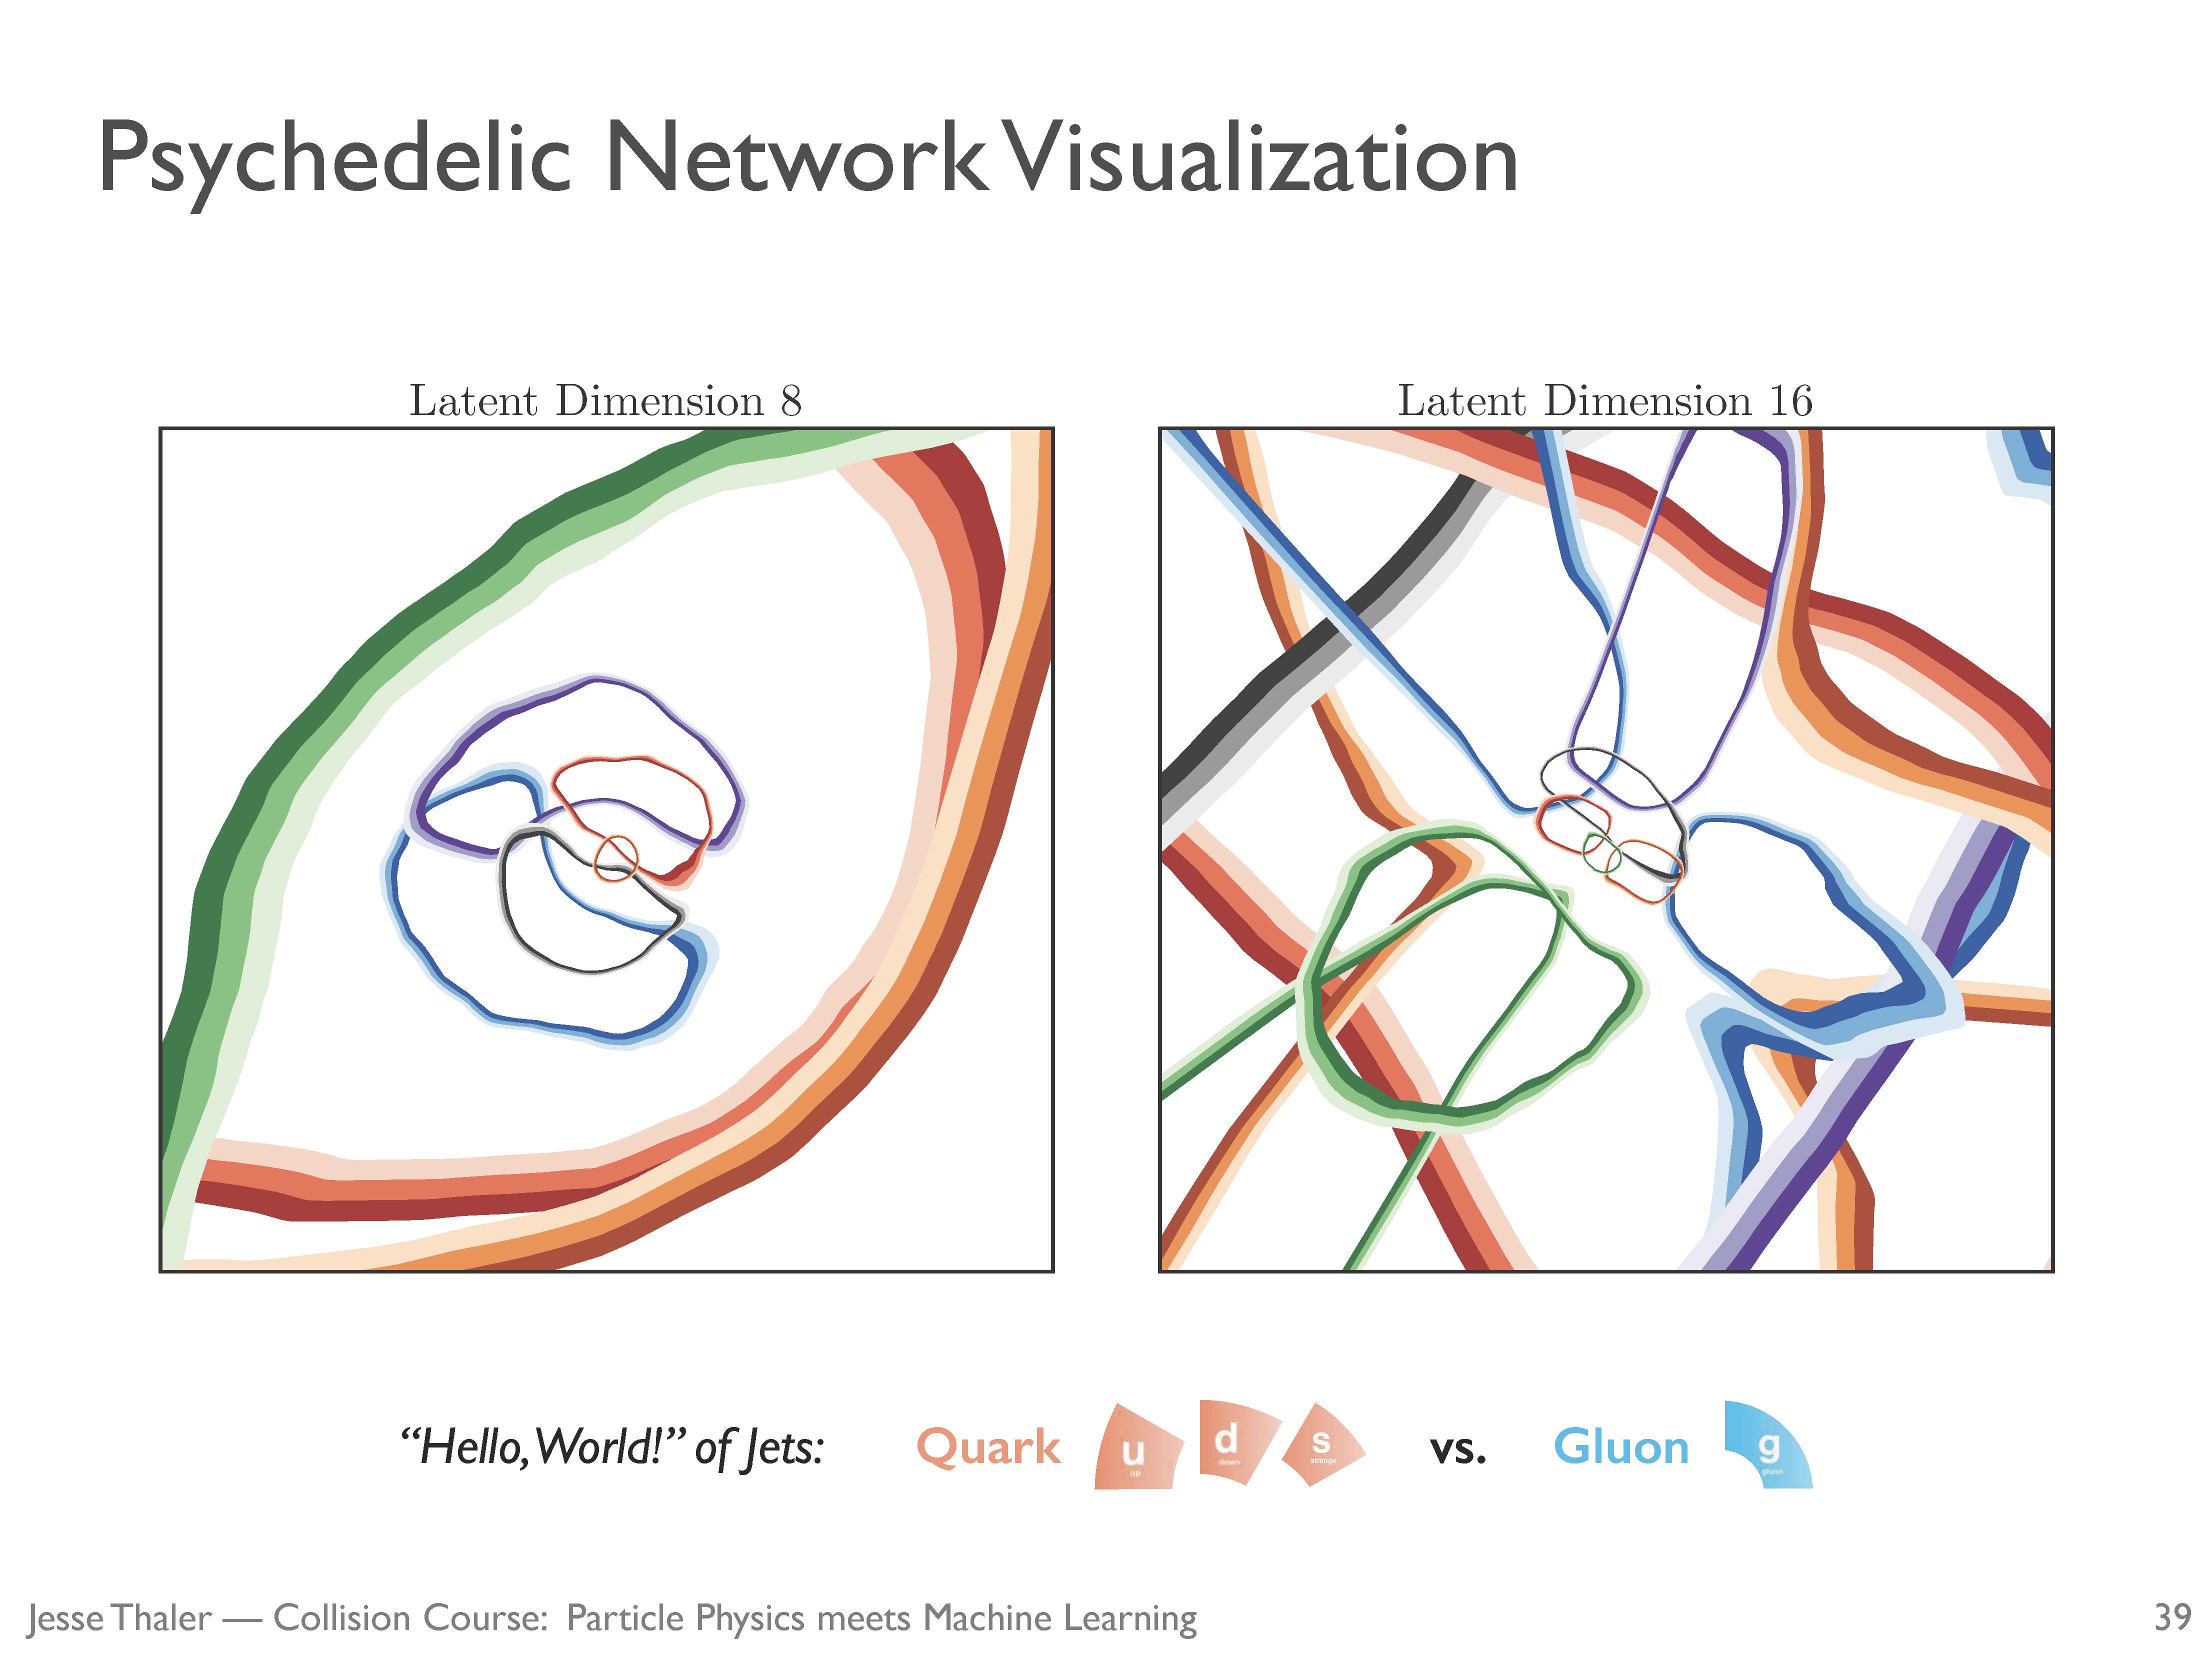 Psychedelic Network Visualization
Latent Dimension 8
Latent Dimension 16
“Hello, World!” of Jets: Quark u d s vs. Gluon g
up down strange gluon
Jesse Thaler — Collision Course: Particle Physics meets Machine Learning 39